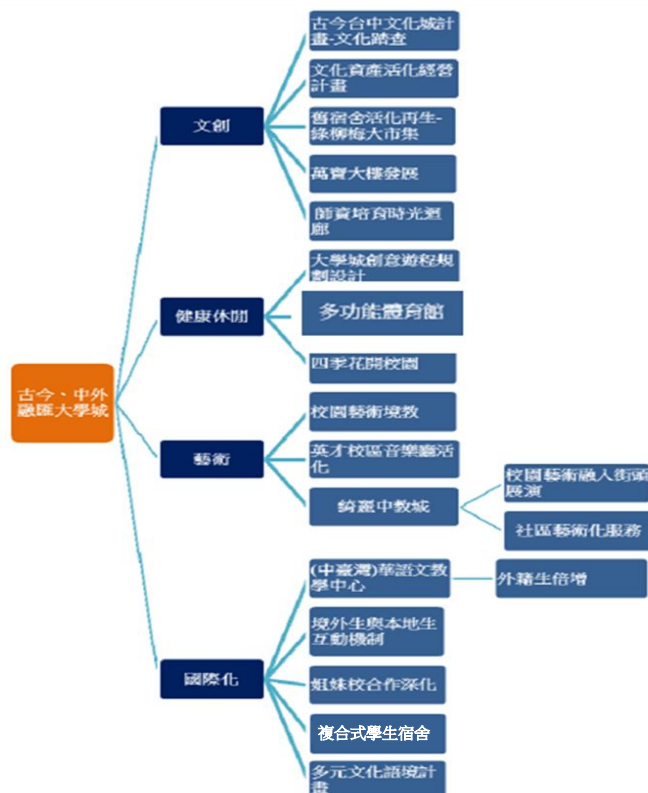 古今、中外
融匯大學城
文創
古今台中文化城計
畫-文化踏查
文化資產活化經營
計畫
舊宿舍活化再生-
綠柳梅大市集
萬寶大樓發展
師資培育時光迴
廊
健康休閒
大學城創意遊程規
劃設計
多功能體育館
四季花開校園
藝術
校園藝術境教
英才校區音樂廳活
化
綺麗中教城
校園藝術融入街頭
展演
社區藝術化服務
國際化
(中臺灣)華語文教
學中心
外籍生倍增
境外生與本地生
互動機制
姐妹校合作深化
複合式學生宿舍
多元文化語境計
畫